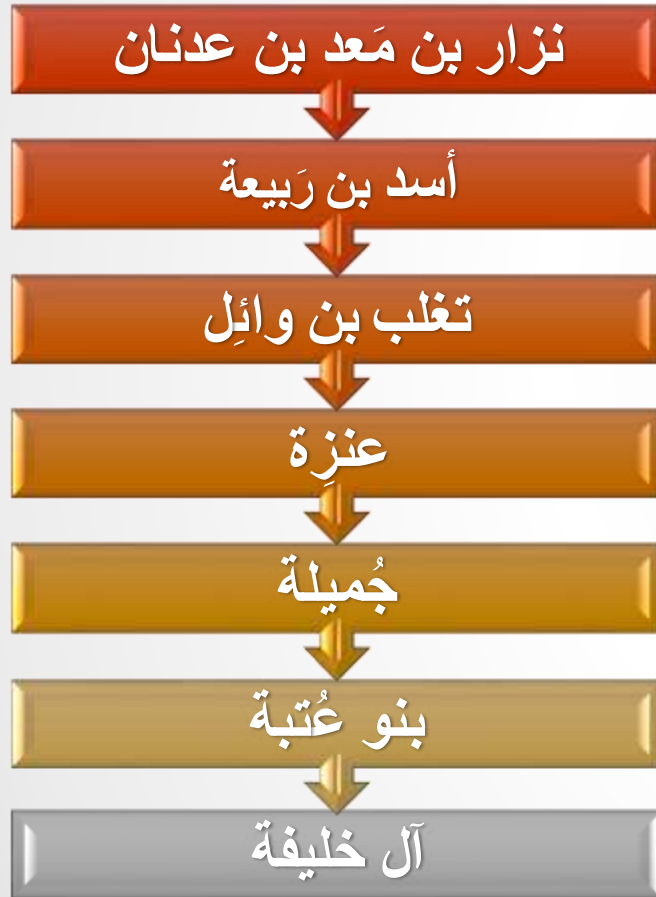 نزار بن مَعد بن عدنان
أسد بن رَبيعة
تغلب بن وائِل
عنزِة
جُميلة
بنو عُتبة
آل خليفة